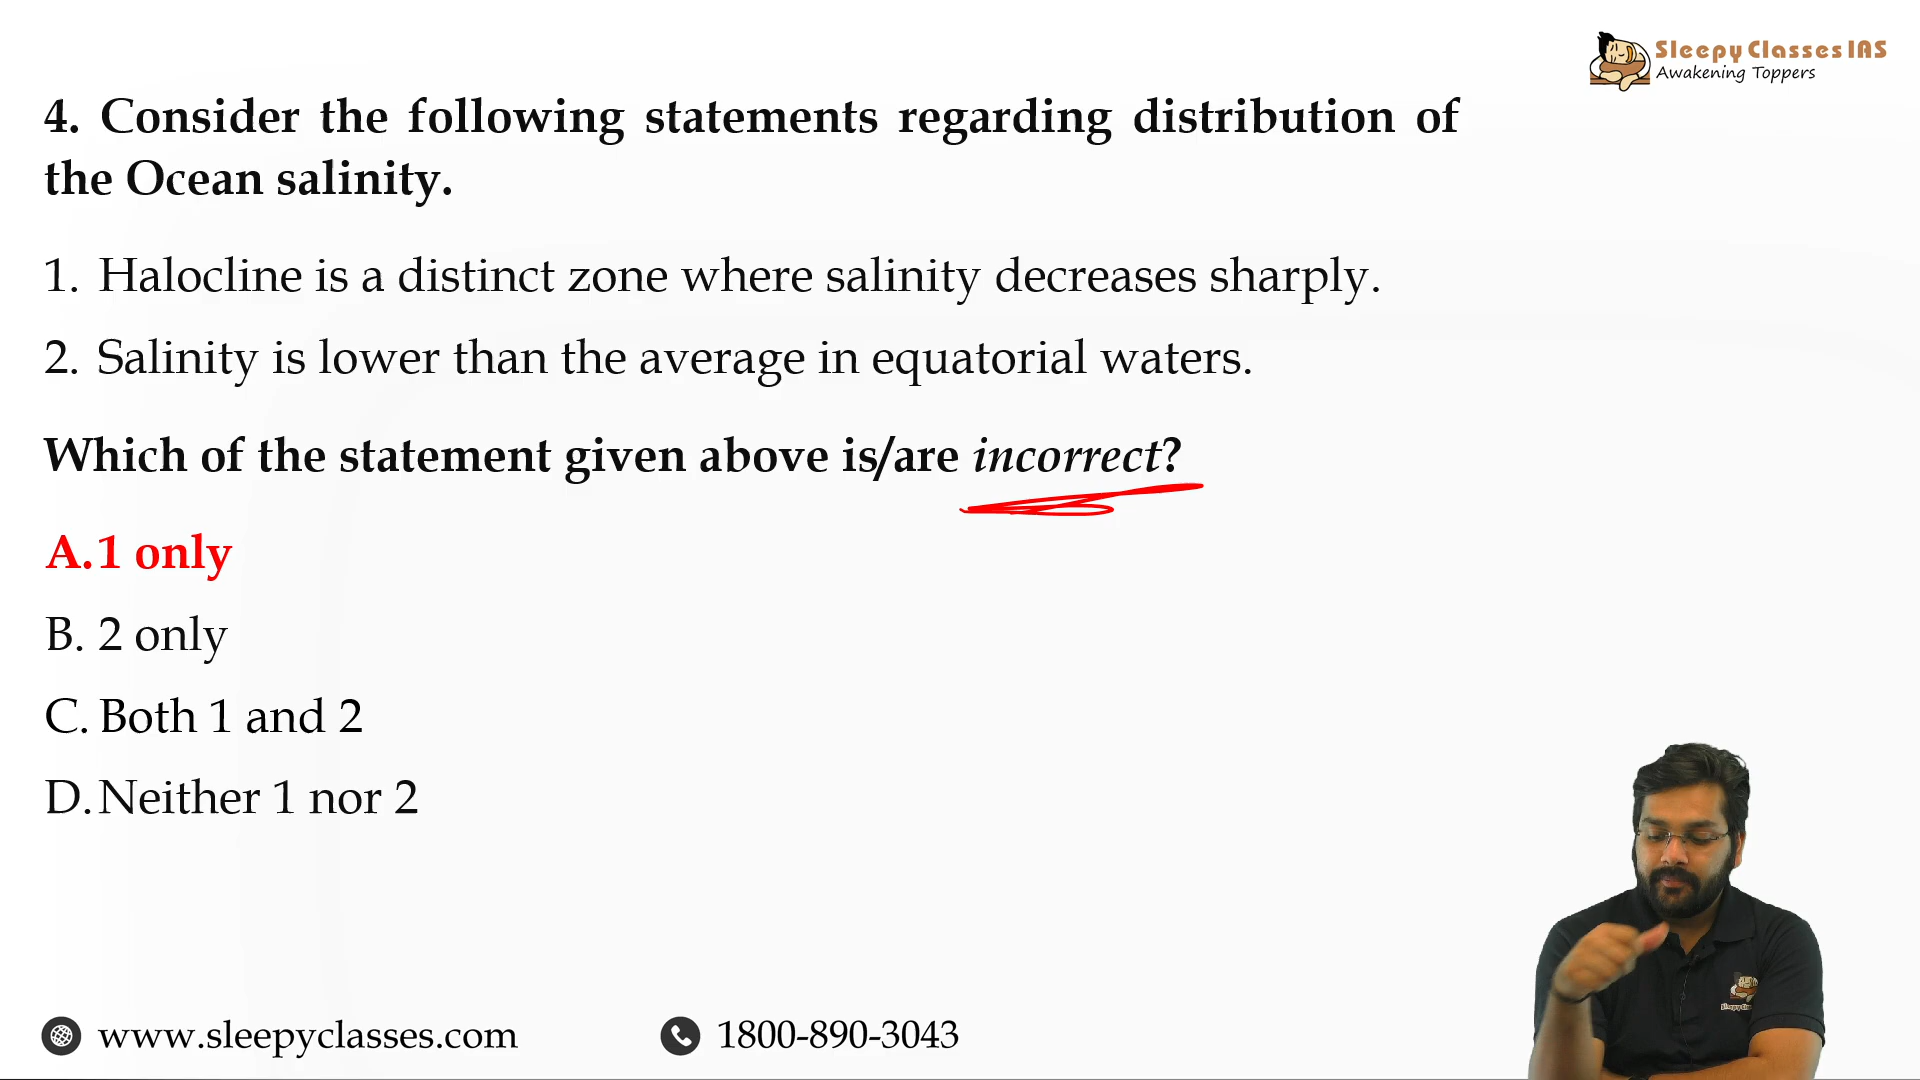 Sleepy Classes IAS
Awakening Toppers
4. Consider the following statements regarding distribution of
the Ocean salinity.
1. Halocline is a distinct zone where salinity decreases sharply.
2. Salinity is lower than the average in equatorial waters.
Which of the statement given above is/are incorrect?
A. 1 only
B. 2 only
C. Both 1 and 2
D. Neither 1 nor 2
www.sleepyclasses.com
1800-890-3043